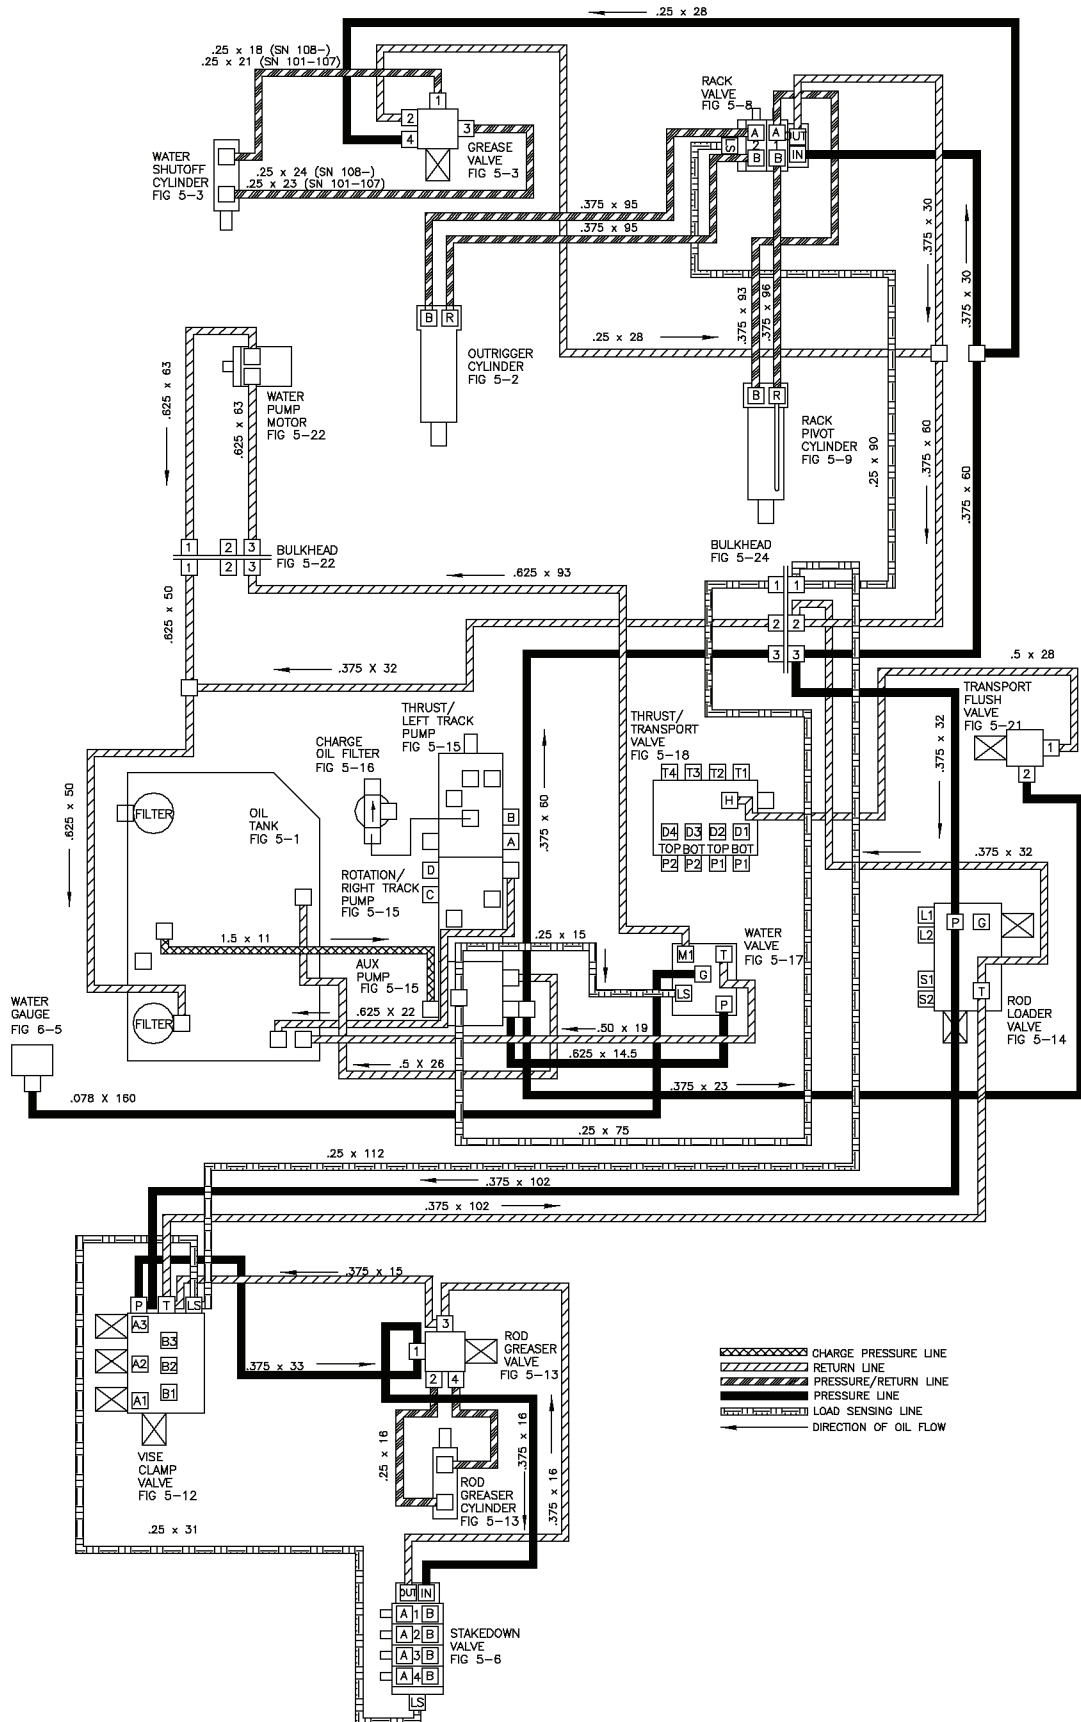 .25 x 28
.25 x 18 (SN 108-)
.25 x 21 (SN 101-107)
RACK
VALVE
FIG 5-8
1
2
3
4
GREASE
VALVE
FIG 5-3
WATER
SHUTOFF
CYLINDER
FIG 5-3
.25 x 24 (SN 108-)
.25 x 23 (SN 101-107)
A
A
OUT
LS
2
1
B
B
IN
.375 x 95
.375 x 95
.375 x 30
.375 x 30
.375 x 93
.375 x 96
B
R
.25 x 28
OUTRIGGER
CYLINDER
FIG 5-2
.625 x 63
.625 x 63
WATER
PUMP
MOTOR
FIG 5-22
B
R
RACK
PIVOT
CYLINDER
FIG 5-9
.25 x 90
.375 x 60
.375 x 60
1
2
3
1
2
3
BULKHEAD
FIG 5-22
BULKHEAD
FIG 5-24
.625 x 93
1
1
2
2
3
3
.625 x 50
.375 X 32
.5 x 28
TRANSPORT
FLUSH
VALVE
FIG 5-21
1
2
.375 x 32
THRUST/
LEFT TRACK
PUMP
FIG 5-15
CHARGE
OIL FILTER
FIG 5-16
THRUST/
TRANSPORT
VALVE
FIG 5-18
T4
T3
T2
T1
H
D4
D3
D2
D1
TOP
BOT
TOP
BOT
P2
P2
P1
P1
.625 x 50
FILTER
OIL
TANK
FIG 5-1
B
A
D
C
.375 x 60
ROTATION/
RIGHT TRACK
PUMP
FIG 5-15
.375 x 32
L1
L2
P
G
S1
S2
T
ROD
LOADER
VALVE
FIG 5-14
1.5 x 11
AUX
PUMP
FIG 5-15
.25 x 15
WATER
VALVE
FIG 5-17
M1
T
G
LS
P
WATER
GAUGE
FIG 6-5
FILTER
.625 x 22
.50 x 19
.625 x 14.5
.5 x 26
.375 x 23
.078 X 160
.25 x 75
.25 x 112
.375 x 102
.375 x 102
.375 x 15
P
T
LS
A3
B3
A2
B2
A1
B1
VISE
CLAMP
VALVE
FIG 5-12
3
1
2
4
ROD
GREASER
VALVE
FIG 5-13
.375 x 33
CHARGE PRESSURE LINE
RETURN LINE
PRESSURE/RETURN LINE
PRESSURE LINE
LOAD SENSING LINE
DIRECTION OF OIL FLOW
.25 x 16
.375 x 16
.375 x 16
ROD
GREASER
CYLINDER
FIG 5-13
.25 x 31
OUT
IN
A 1 B
A 2 B
A 3 B
A 4 B
LS
STAKEDOWN
VALVE
FIG 5-6